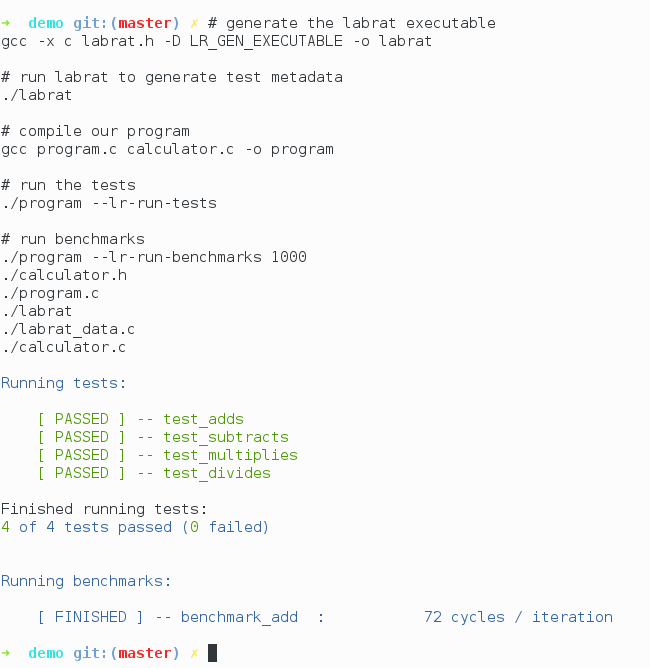 ➜  demo git:(master) ✗ # generate the labrat executable
gcc -x c labrat.h -D LR_GEN_EXECUTABLE -o labrat

# run labrat to generate test metadata
./labrat

# compile our program
gcc program.c calculator.c -o program

# run the tests
./program --lr-run-tests

# run benchmarks
./program --lr-run-benchmarks 1000
./calculator.h
./program.c
./labrat
./labrat_data.c
./calculator.c

Running tests:

    [ PASSED ] -- test_adds
    [ PASSED ] -- test_subtracts
    [ PASSED ] -- test_multiplies
    [ PASSED ] -- test_divides

Finished running tests:
4 of 4 tests passed (0 failed)


Running benchmarks:

    [ FINISHED ] -- benchmark_add  :           72 cycles / iteration

➜  demo git:(master) ✗